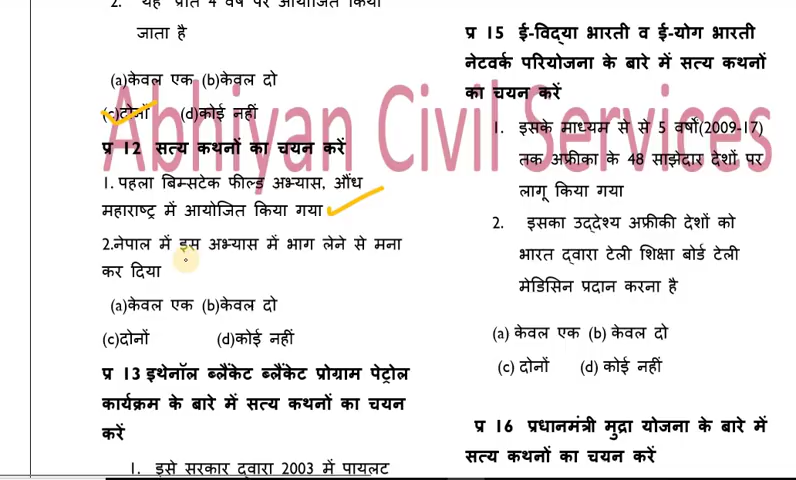 2. यह प्रति 4 वर्ष पर आयोजित किया
जाता है
(a)केवल एक (b)केवल दो
(c)दोनों (d)कोई नहीं
प्र 12 सत्य कथनों का चयन करें
1. पहला बिम्सटेक फील्ड अभ्यास, औंध
महाराष्ट्र में आयोजित किया गया
2.नेपाल में इस अभ्यास में भाग लेने से मना
कर दिया
(a)केवल एक (b)केवल दो
(c)दोनों (d)कोई नहीं
प्र 13 इथेनॉल ब्लैंकेट ब्लैंकेट प्रोग्राम पेट्रोल
कार्यक्रम के बारे में सत्य कथनों का चयन
करें
1. इसे सरकार द्वारा 2003 में पायलट
प्र 15 ई-विद्या भारती व ई-योग भारती
नेटवर्क परियोजना के बारे में सत्य कथनों
का चयन करें
1. इसके माध्यम से से 5 वर्षों(2009-17)
तक अफ्रीका के 48 साझेदार देशों पर
लागू किया गया
2. इसका उद्देश्य अफ्रीकी देशों को
भारत द्वारा टेली शिक्षा बोर्ड टेली
मेडिसिन प्रदान करना है
(a) केवल एक (b) केवल दो
(c) दोनों (d) कोई नहीं
प्र 16 प्रधानमंत्री मुद्रा योजना के बारे में
सत्य कथनों का चयन करें
Abhiyan Civil Services